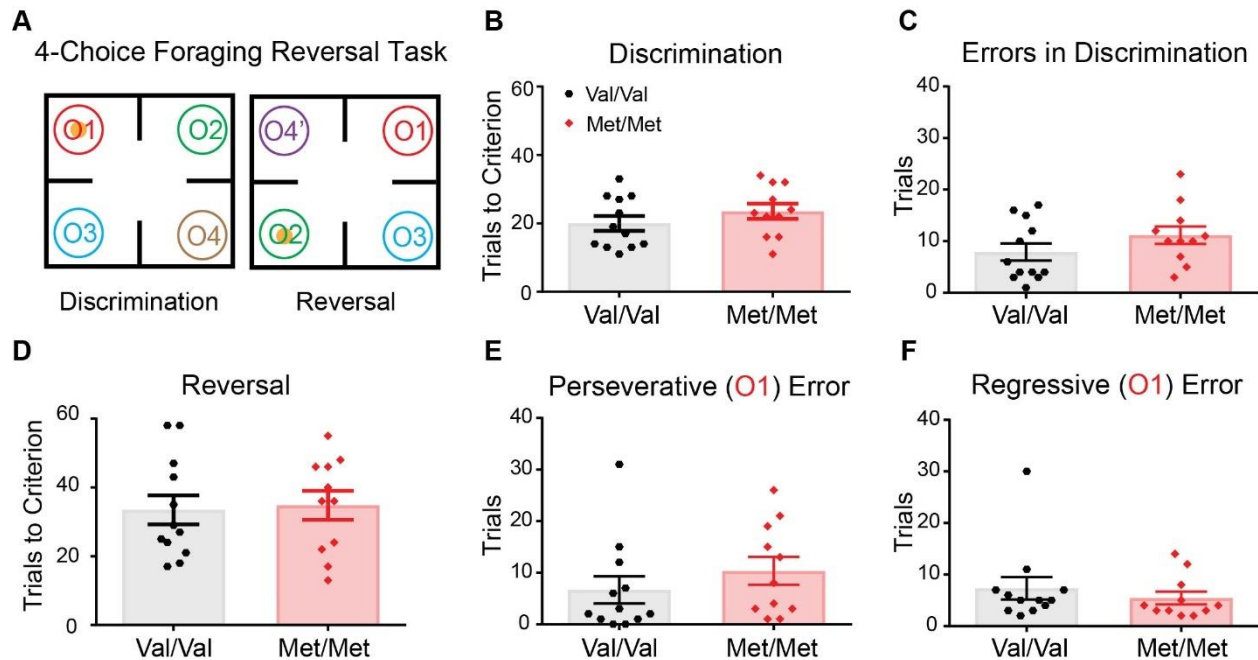 A
4-Choice Foraging Reversal Task
O1 O2 O4' O1
O3 O4 O2 O3
Discrimination Reversal
B
Discrimination
Val/Val
Met/Met
Trials to Criterion
60
40
20
0
Val/Val Met/Met
C
Errors in Discrimination
Trials
40
30
20
10
0
Val/Val Met/Met
D
Reversal
Trials to Criterion
60
40
20
0
Val/Val Met/Met
E
Perseverative (O1) Error
Trials
40
30
20
10
0
Val/Val Met/Met
F
Regressive (O1) Error
Trials
40
30
20
10
0
Val/Val Met/Met